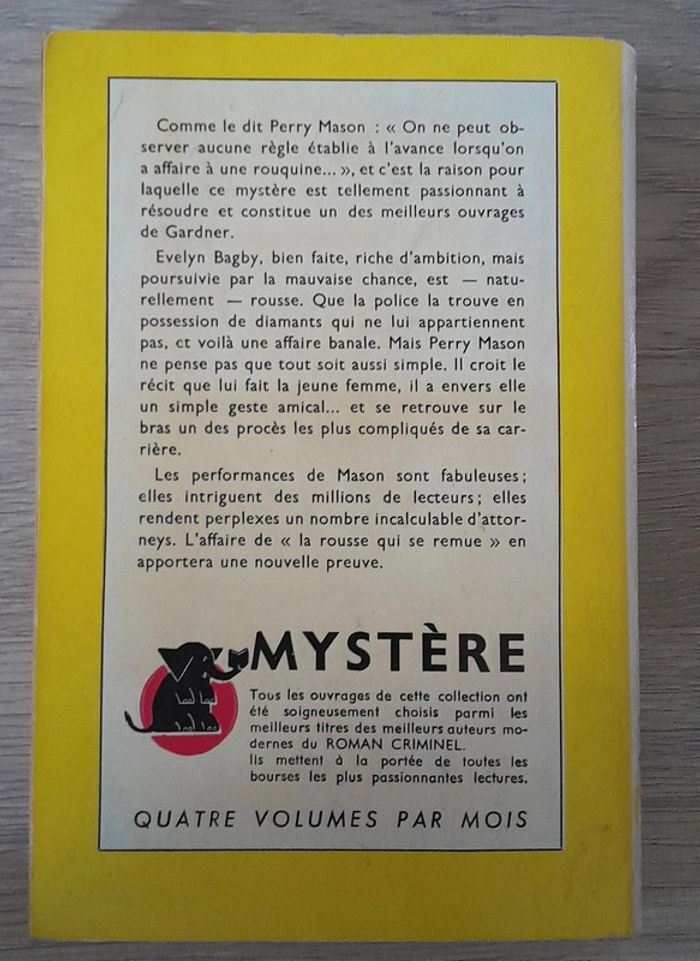 Comme le dit Perry Mason : « On ne peut ob-
server aucune règle établie à l'avance lorsqu'on
a affaire à une rouquine... », et c'est la raison pour
laquelle ce mystère est tellement passionnant à
résoudre et constitue un des meilleurs ouvrages
de Gardner.
Evelyn Bagby, bien faite, riche d'ambition, mais
poursuivie par la mauvaise chance, est — natu-
rellement — rousse. Que la police la trouve en
possession de diamants qui ne lui appartiennent
pas, et voilà une affaire banale. Mais Perry Mason
ne pense pas que tout soit aussi simple. Il croit le
récit que lui fait la jeune femme, il a envers elle
un simple geste amical... et se retrouve sur le
bras un des procès les plus compliqués de sa car-
rière.
Les performances de Mason sont fabuleuses ;
elles intriguent des millions de lecteurs ; elles
rendent perplexes un nombre incalculable d'attor-
neys. L'affaire de « la rousse qui se remue » en
apportera une nouvelle preuve.
MYSTÈRE
Tous les ouvrages de cette collection ont
été soigneusement choisis parmi les
meilleurs titres des meilleurs auteurs mo-
dernes du ROMAN CRIMINEL.
Ils mettent à la portée de toutes les
bourses les plus passionnantes lectures.
QUATRE VOLUMES PAR MOIS